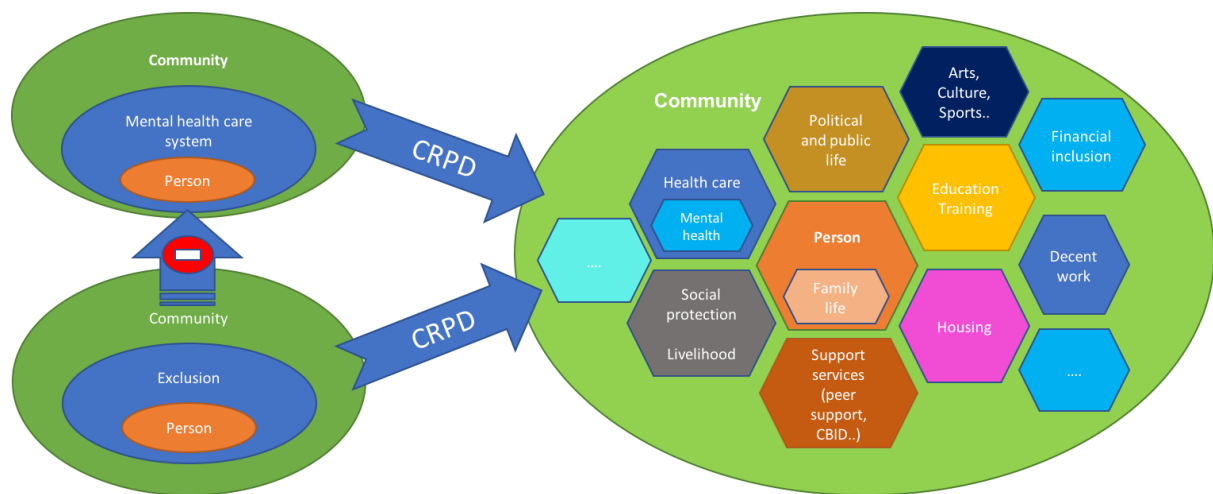 Community
Mental health care
system
Person
Community
Exclusion
Person
CRPD
CRPD
Community
Arts,
Culture,
Sports..
Political
and public
life
Financial
inclusion
Health care
Mental
health
Education
Training
Person
Family
life
....
Decent
work
Social
protection
Livelihood
Housing
Support
services
(peer
support,
CBID..)
....